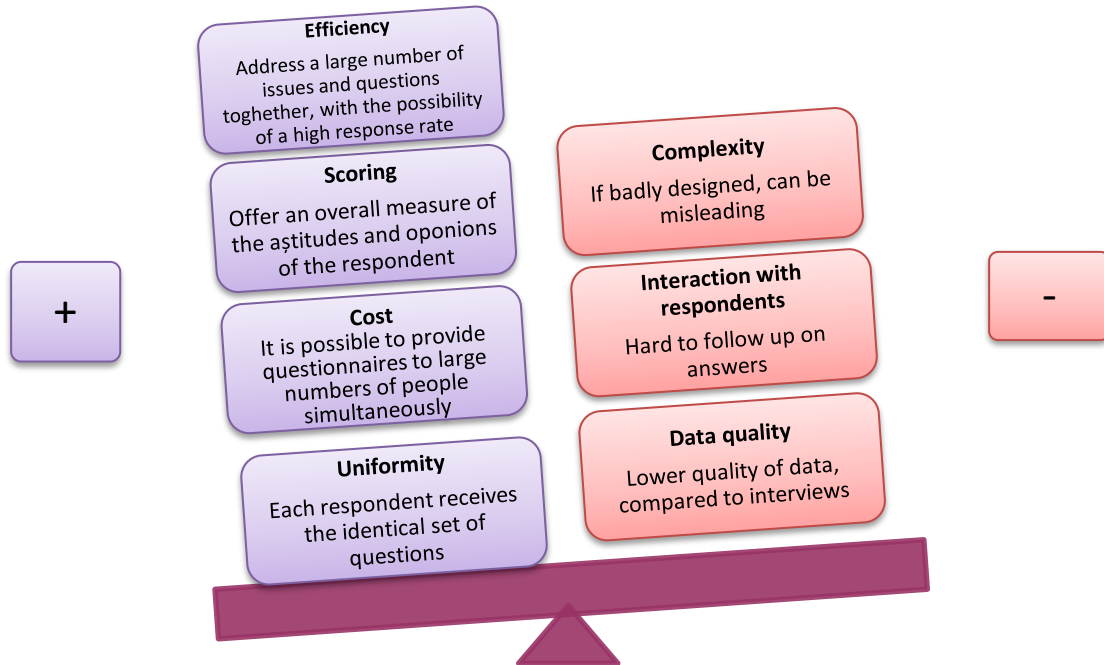 +
Efficiency
Address a large number of
issues and questions
toghether, with the possibility
of a high response rate
Scoring
Offer an overall measure of
the aștitudes and oponions
of the respondent
Cost
It is possible to provide
questionnaires to large
numbers of people
simultaneously
Uniformity
Each respondent receives
the identical set of
questions
Complexity
If badly designed, can be
misleading
Interaction with
respondents
Hard to follow up on
answers
Data quality
Lower quality of data,
compared to interviews
-